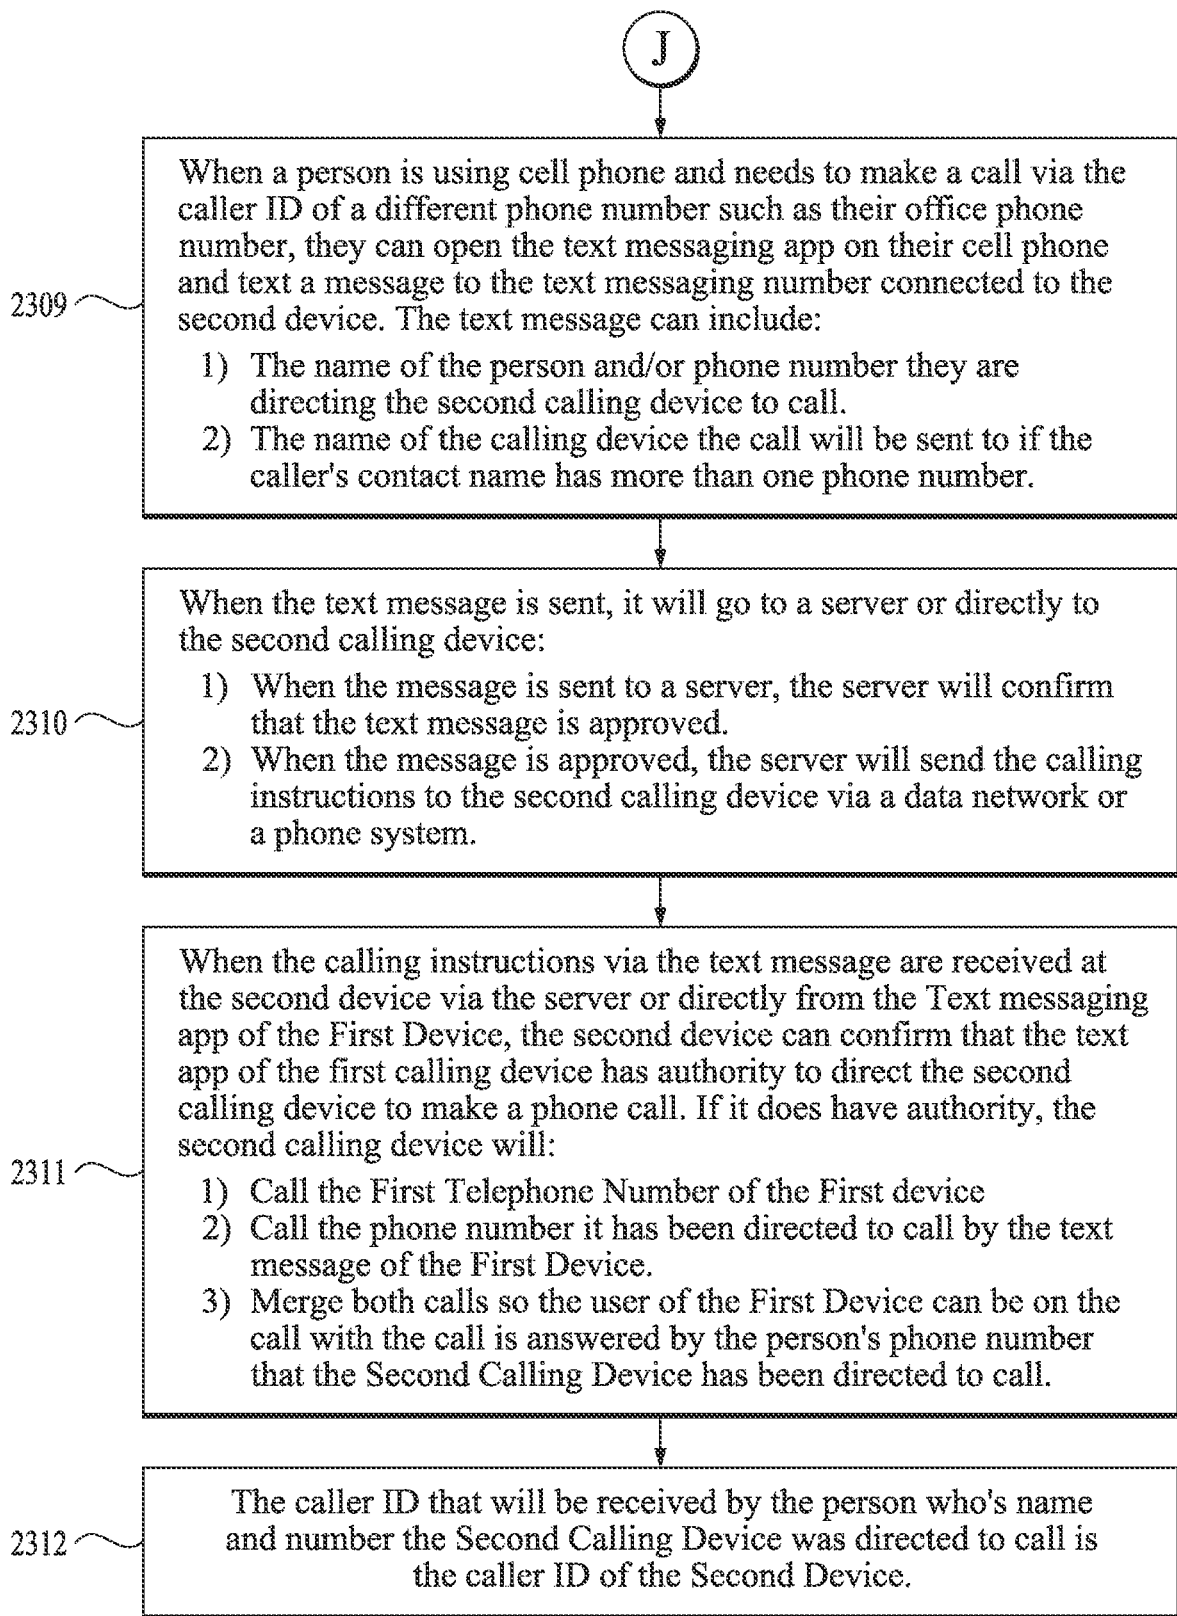 J
When a person is using cell phone and needs to make a call via the
caller ID of a different phone number such as their office phone
number, they can open the text messaging app on their cell phone
and text a message to the text messaging number connected to the
second device. The text message can include:
1) The name of the person and/or phone number they are
directing the second calling device to call.
2) The name of the calling device the call will be sent to if the
caller's contact name has more than one phone number.
2309
When the text message is sent, it will go to a server or directly to
the second calling device:
1) When the message is sent to a server, the server will confirm
that the text message is approved.
2) When the message is approved, the server will send the calling
instructions to the second calling device via a data network or
a phone system.
2310
When the calling instructions via the text message are received at
the second device via the server or directly from the Text messaging
app of the First Device, the second device can confirm that the text
app of the first calling device has authority to direct the second
calling device to make a phone call. If it does have authority, the
second calling device will:
1) Call the First Telephone Number of the First device
2) Call the phone number it has been directed to call by the text
message of the First Device.
3) Merge both calls so the user of the First Device can be on the
call with the call is answered by the person's phone number
that the Second Calling Device has been directed to call.
2311
The caller ID that will be received by the person who's name
and number the Second Calling Device was directed to call is
the caller ID of the Second Device.
2312